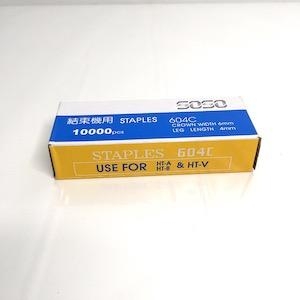 SOSO
結束機用 STAPLES 604C
CROWN WIDTH 6mm
10000pcs LEG LENGTH 4mm
STAPLES 604C
USE FOR HT-A HT-B & HT-V